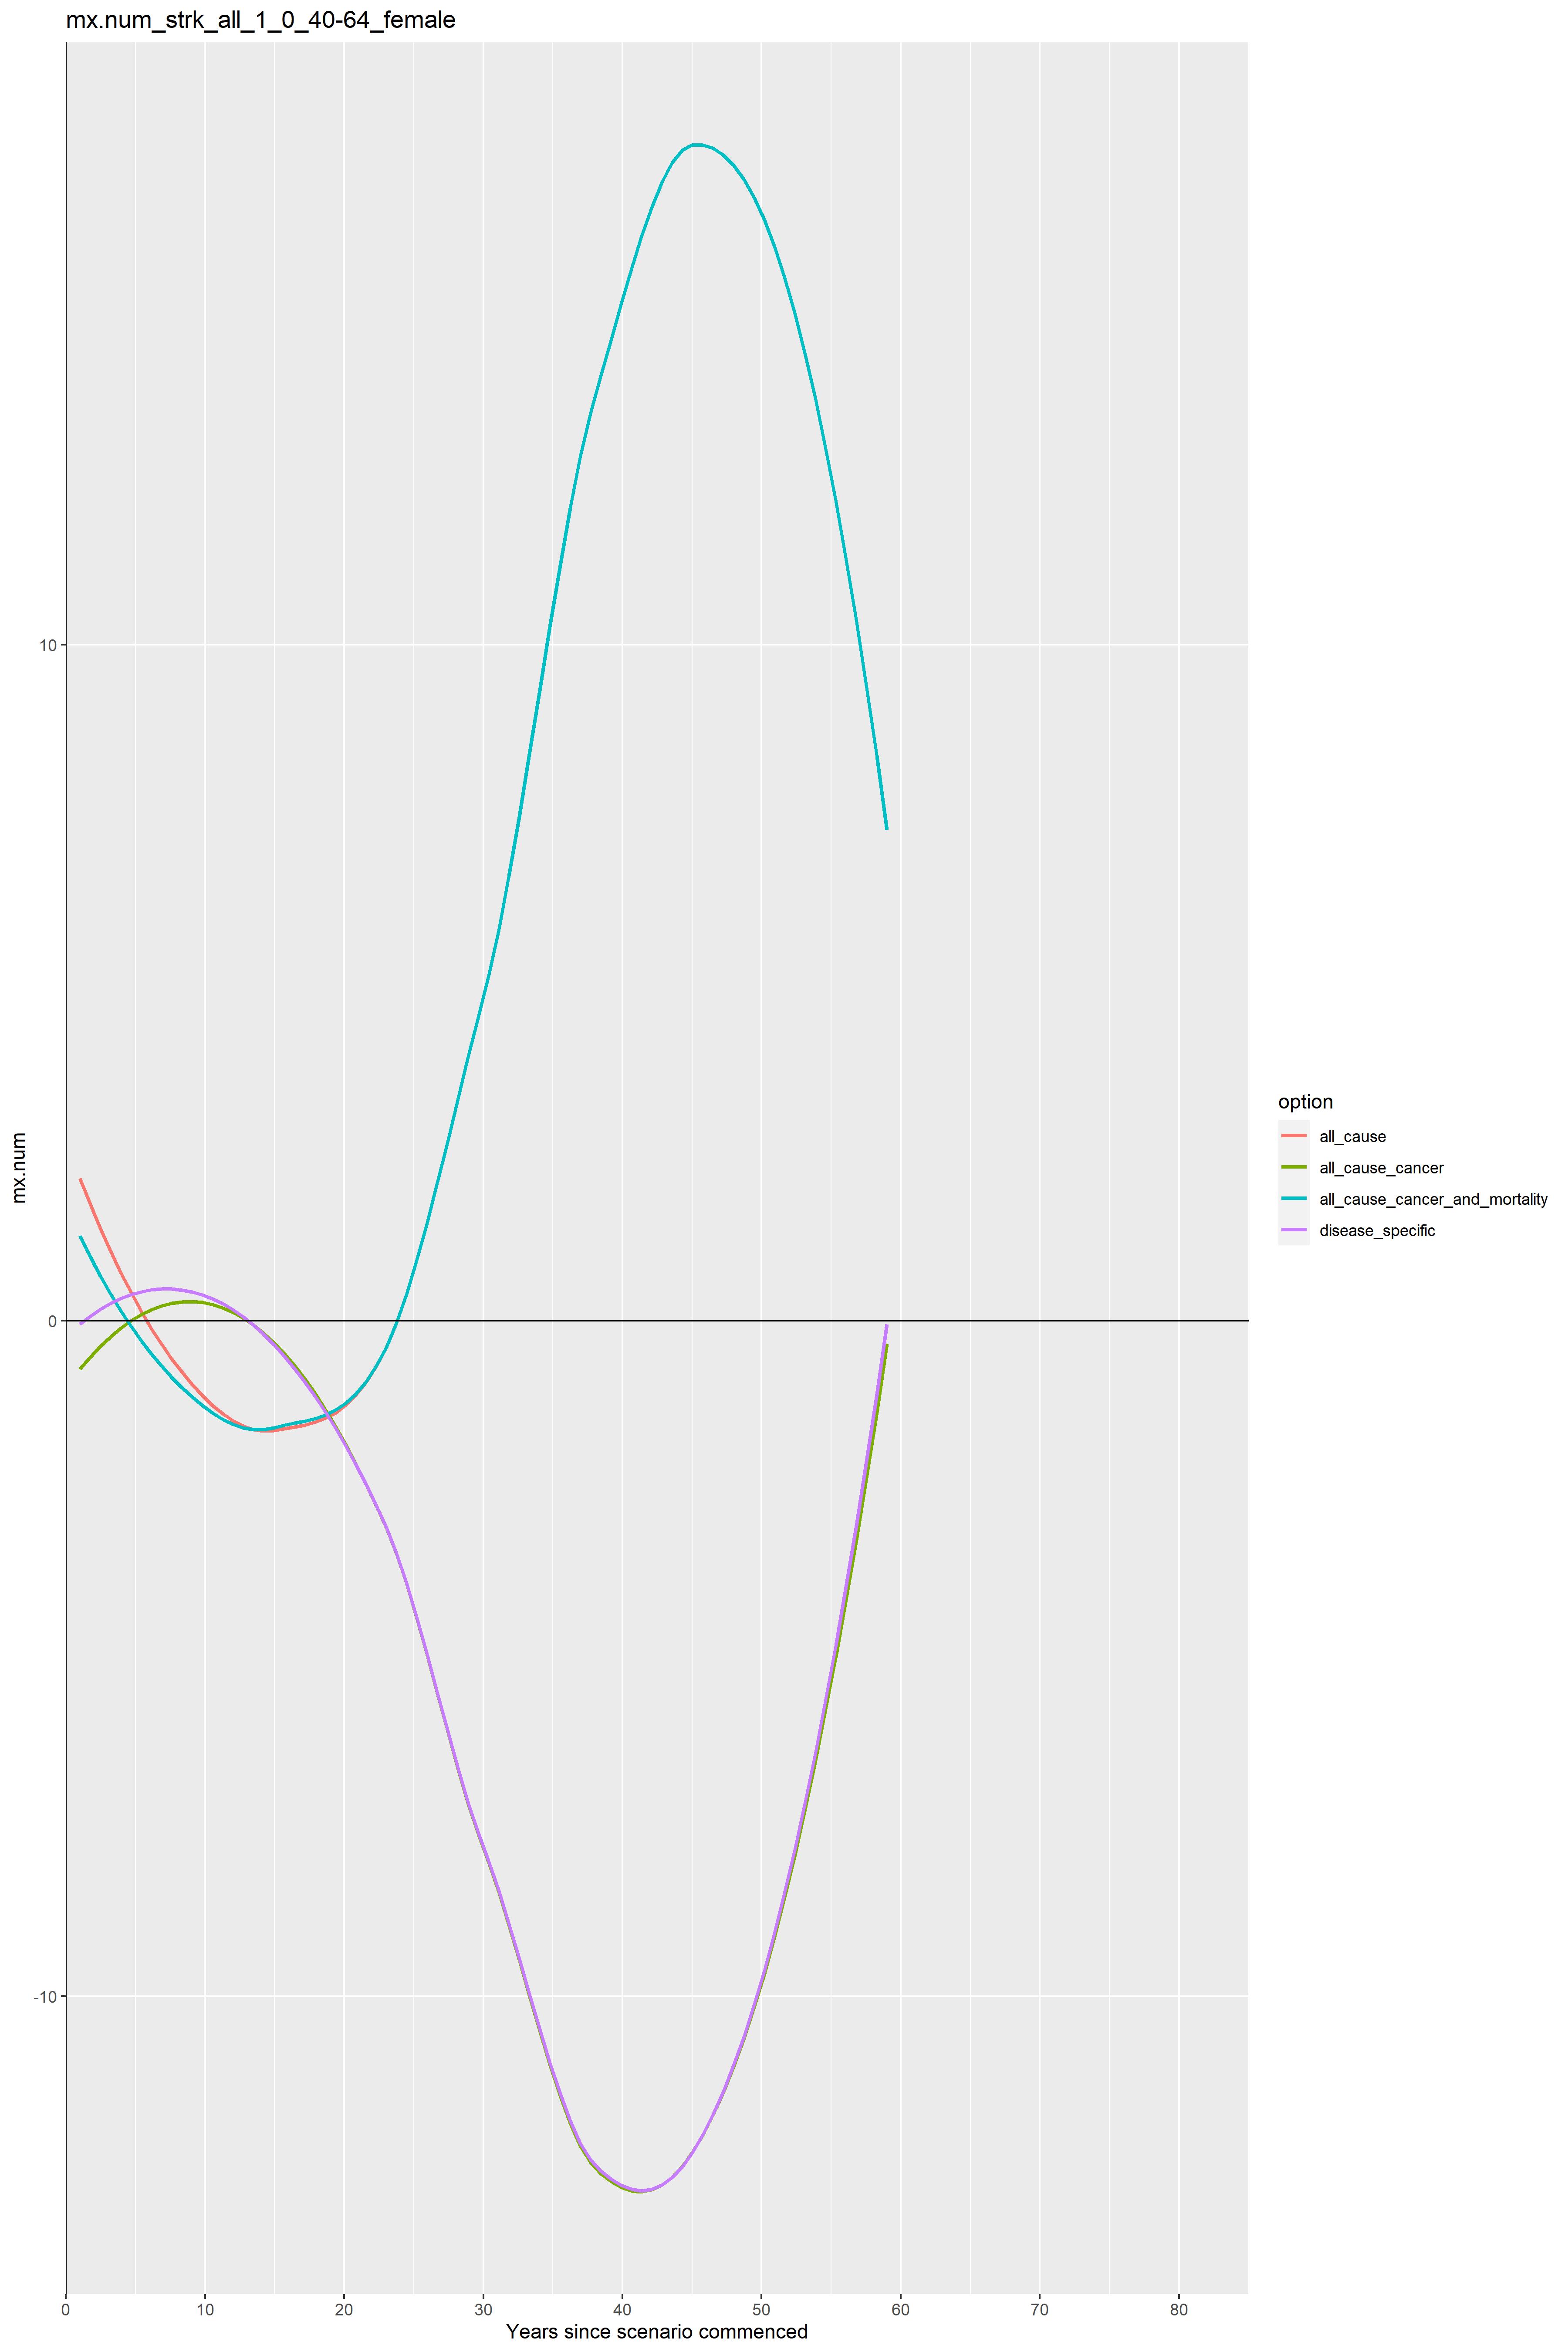 mx.num_strk_all_1_0_40-64_female
10
0
-10
mx.num
0 10 20 30 40 50 60 70 80
Years since scenario commenced
option
all_cause
all_cause_cancer
all_cause_cancer_and_mortality
disease_specific